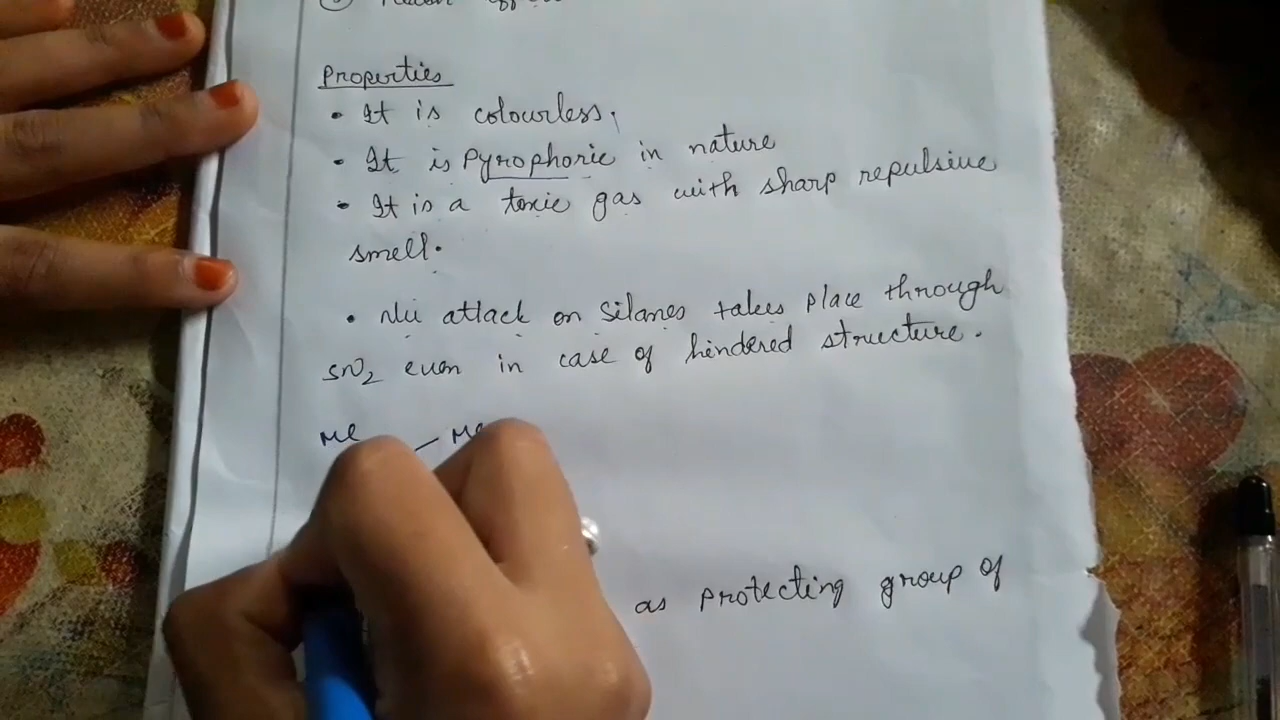 Properties
• It is colourless.
• It is Pyrophoric in nature
• It is a toxic gas with sharp repulsive
smell.
• Nu attack on Silanes takes place through
SN2 even in case of hindered structure.
Me Me
as protecting group of